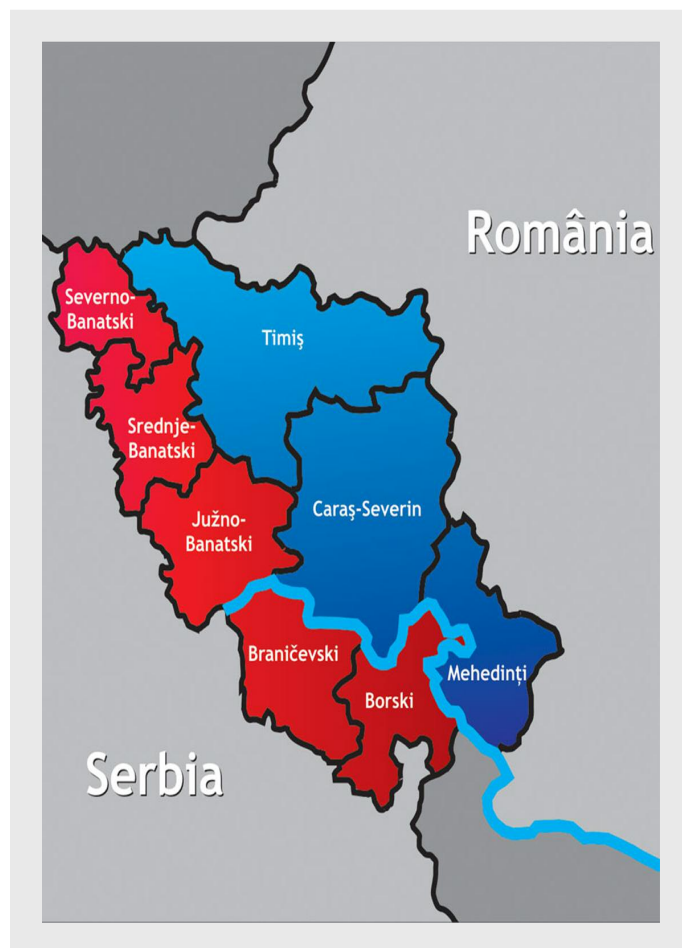 România
Severno-
Banatski
Timiş
Srednje-
Banatski
Caraş-Severin
Južno-
Banatski
Braničevski
Mehedinți
Borski
Serbia